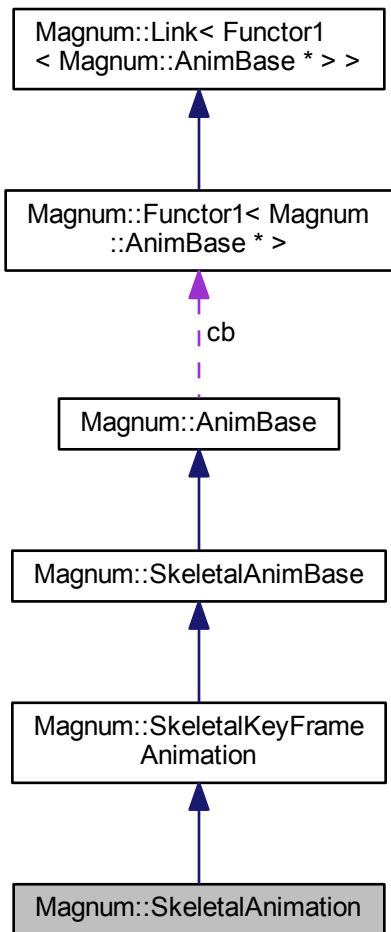 Magnum::Link< Functor1
< Magnum::AnimBase * > >
Magnum::Functor1< Magnum
::AnimBase * >
cb
Magnum::AnimBase
Magnum::SkeletalAnimBase
Magnum::SkeletalKeyFrame
Animation
Magnum::SkeletalAnimation